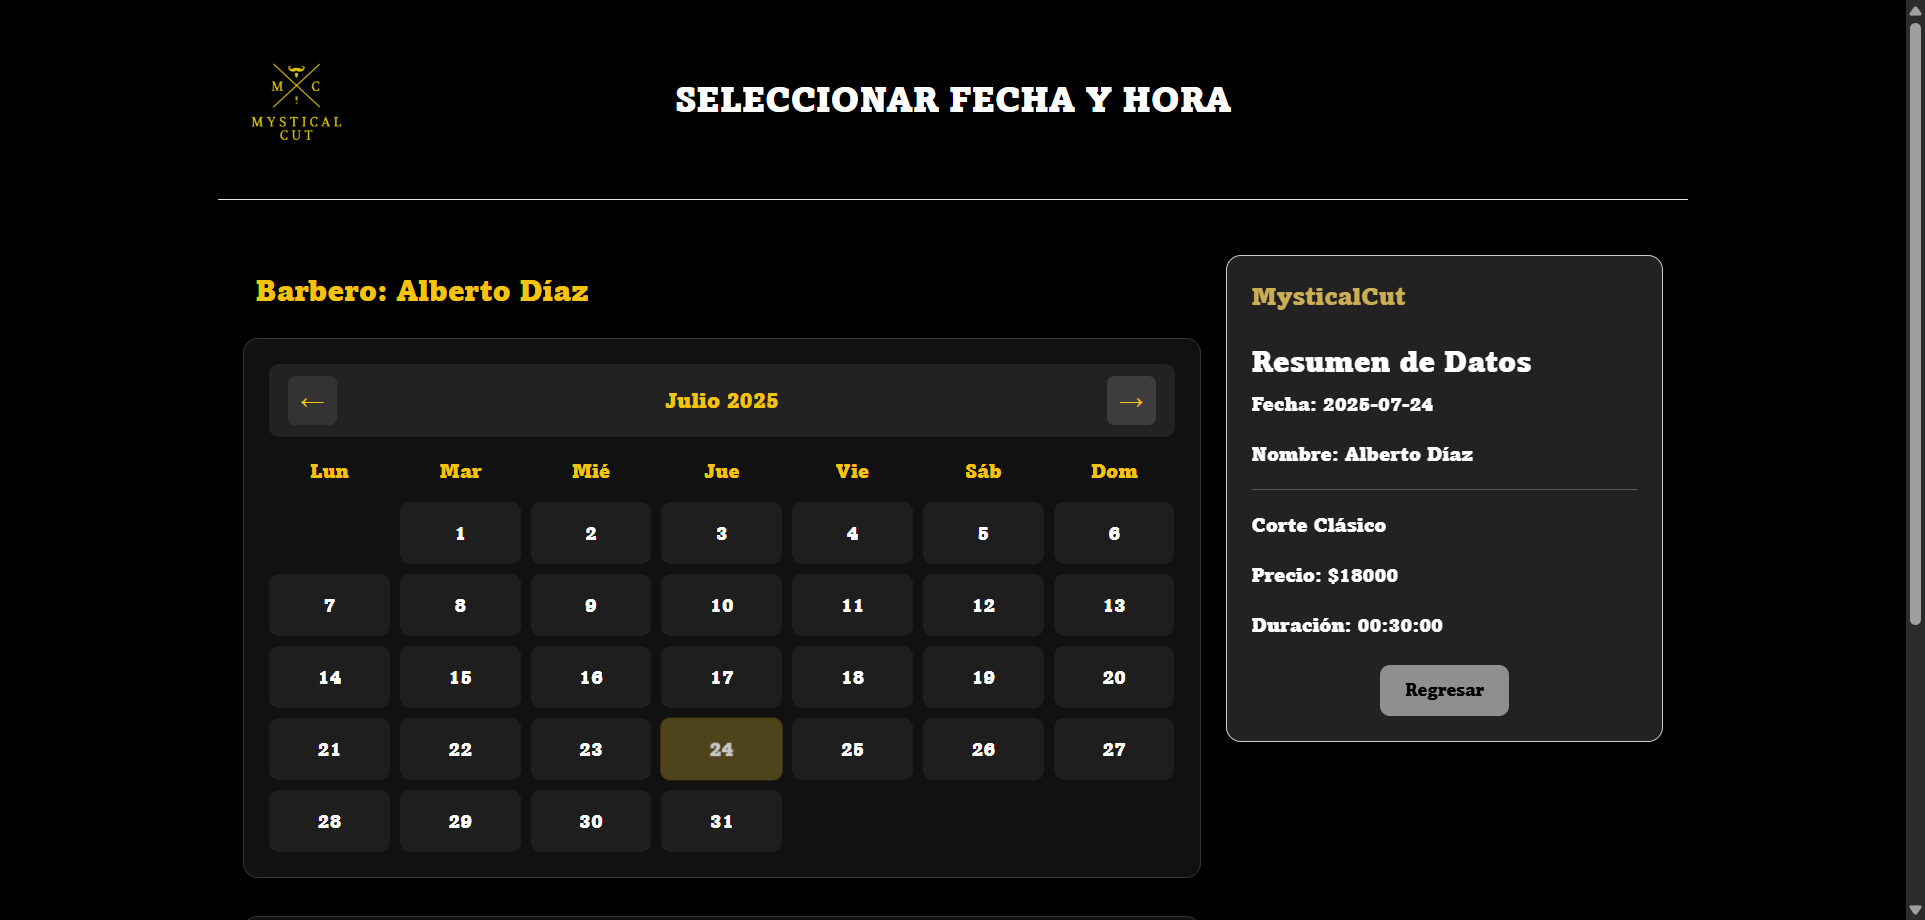 M C
MYSTICAL
CUT
SELECCIONAR FECHA Y HORA
Barbero: Alberto Díaz
← Julio 2025 →
Lun Mar Mié Jue Vie Sáb Dom
1 2 3 4 5 6
7 8 9 10 11 12 13
14 15 16 17 18 19 20
21 22 23 24 25 26 27
28 29 30 31
MysticalCut
Resumen de Datos
Fecha: 2025-07-24
Nombre: Alberto Díaz
Corte Clásico
Precio: $18000
Duración: 00:30:00
Regresar